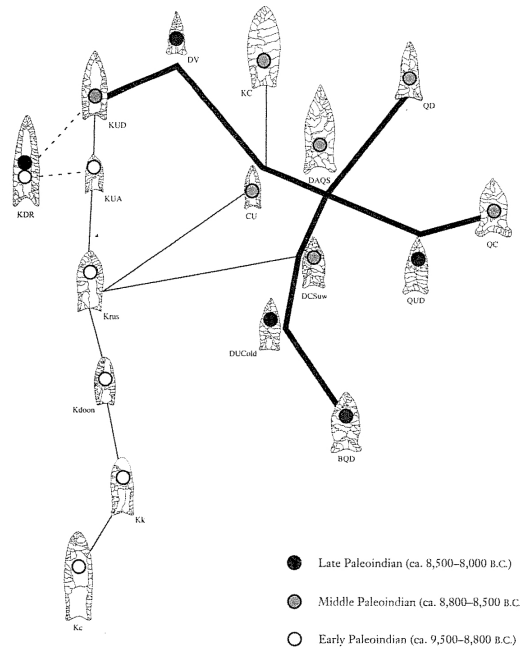 DV
KC
QD
KUD
DAQS
KDR
KUA
CU
QC
Krus
DCSuw
QUD
DUCold
Kdoon
BQD
Kk
Kc
Late Paleoindian (ca. 8,500–8,000 B.C.)
Middle Paleoindian (ca. 8,800–8,500 B.C.
Early Paleoindian (ca. 9,500–8,800 B.C.)